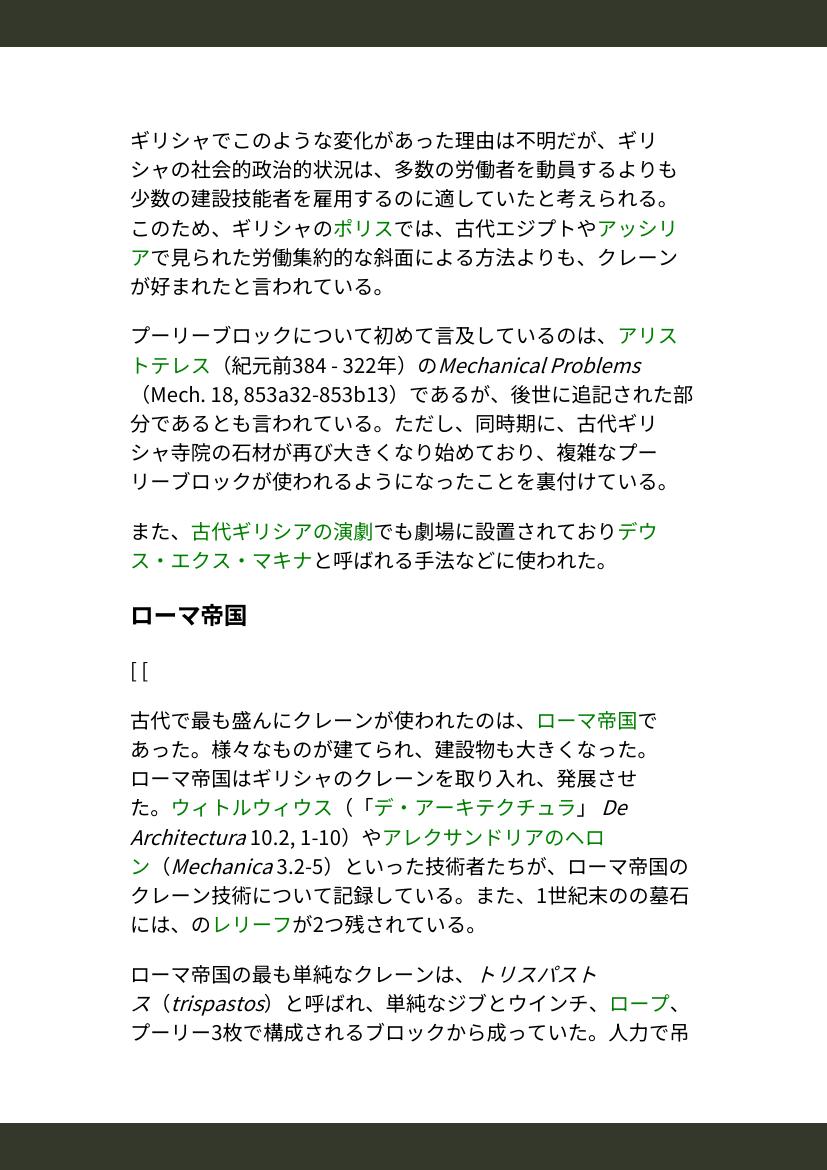 ギリシャでこのような変化があった理由は不明だが、ギリ
シャの社会的政治的状況は、多数の労働者を動員するよりも
少数の建設技能者を雇用するのに適していたと考えられる。
このため、ギリシャのポリスでは、古代エジプトやアッシリ
アで見られた労働集約的な斜面による方法よりも、クレーン
が好まれたと言われている。
プーリーブロックについて初めて言及しているのは、アリス
トテレス（紀元前384 - 322年）のMechanical Problems
（Mech. 18, 853a32-853b13）であるが、後世に追記された部
分であるとも言われている。ただし、同時期に、古代ギリ
シャ寺院の石材が再び大きくなり始めており、複雑なプー
リーブロックが使われるようになったことを裏付けている。
また、古代ギリシアの演劇でも劇場に設置されておりデウ
ス・エクス・マキナと呼ばれる手法などに使われた。
ローマ帝国
[ [
古代で最も盛んにクレーンが使われたのは、ローマ帝国で
あった。様々なものが建てられ、建設物も大きくなった。
ローマ帝国はギリシャのクレーンを取り入れ、発展させ
た。ウィトルウィウス（「デ・アーキテクチュラ」 De
Architectura 10.2, 1-10）やアレクサンドリアのヘロ
ン（Mechanica 3.2-5）といった技術者たちが、ローマ帝国の
クレーン技術について記録している。また、1世紀末のの墓石
には、のレリーフが2つ残されている。
ローマ帝国の最も単純なクレーンは、トリスパスト
ス（trispastos）と呼ばれ、単純なジブとウインチ、ロープ、
プーリー3枚で構成されるブロックから成っていた。人力で吊